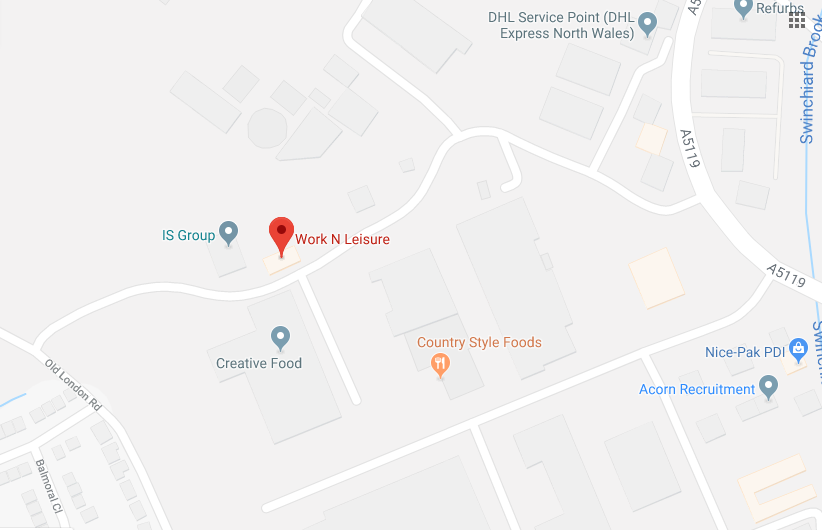 DHL Service Point (DHL
Express North Wales)
Refurbs
A5
Swinchiard Brook
A5119
IS Group
Work N Leisure
A5119
Country Style Foods
Creative Food
Nice-Pak PDI
Acorn Recruitment
Old London Rd
Balmoral Cl